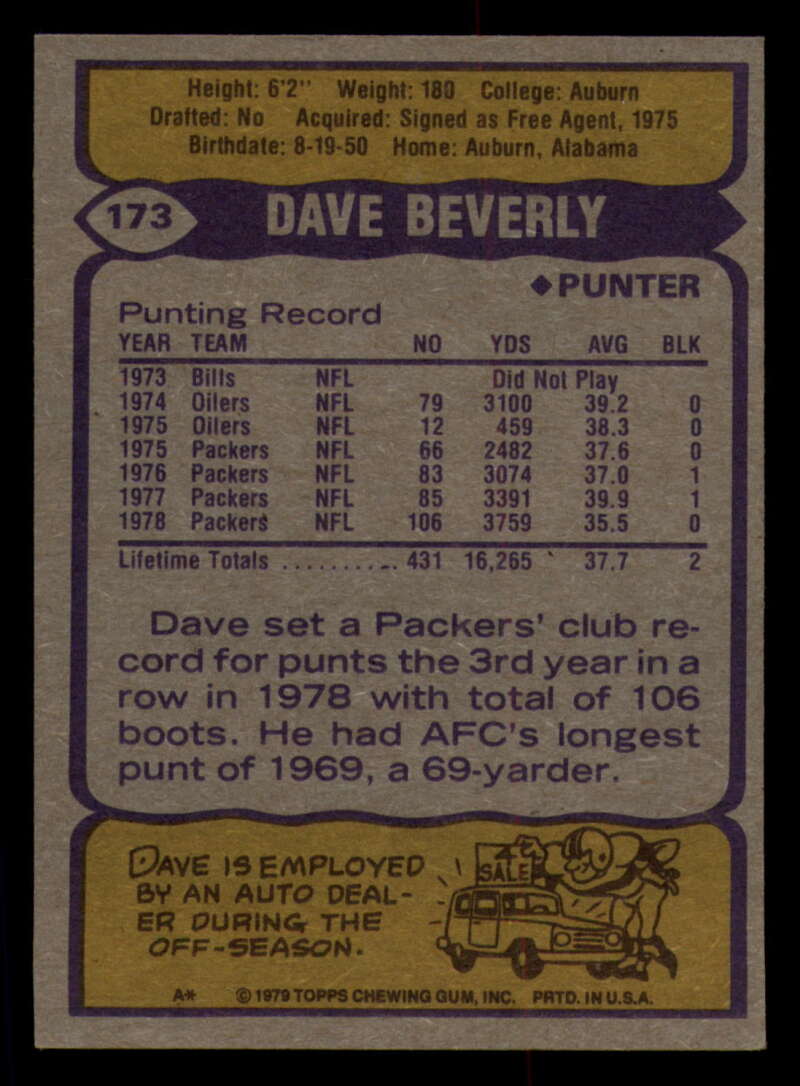 Height: 6'2" Weight: 180 College: Auburn
Drafted: No Acquired: Signed as Free Agent, 1975
Birthdate: 8-19-50 Home: Auburn, Alabama
173 DAVE BEVERLY
◆PUNTER
Punting Record
YEAR TEAM NO YDS AVG BLK
1973 Bills NFL Did Not Play
1974 Oilers NFL 79 3100 39.2 0
1975 Oilers NFL 12 459 38.3 0
1975 Packers NFL 66 2482 37.6 0
1976 Packers NFL 83 3074 37.0 1
1977 Packers NFL 85 3391 39.9 1
1978 Packers NFL 106 3759 35.5 0
Lifetime Totals .......... 431 16,265 37.7 2
Dave set a Packers' club re-
cord for punts the 3rd year in a
row in 1978 with total of 106
boots. He had AFC's longest
punt of 1969, a 69-yarder.
DAVE IS EMPLOYED
BY AN AUTO DEAL-
ER DURING THE
OFF-SEASON.
SALE
A* © 1979 TOPPS CHEWING GUM, INC. PRTD. IN U.S.A.